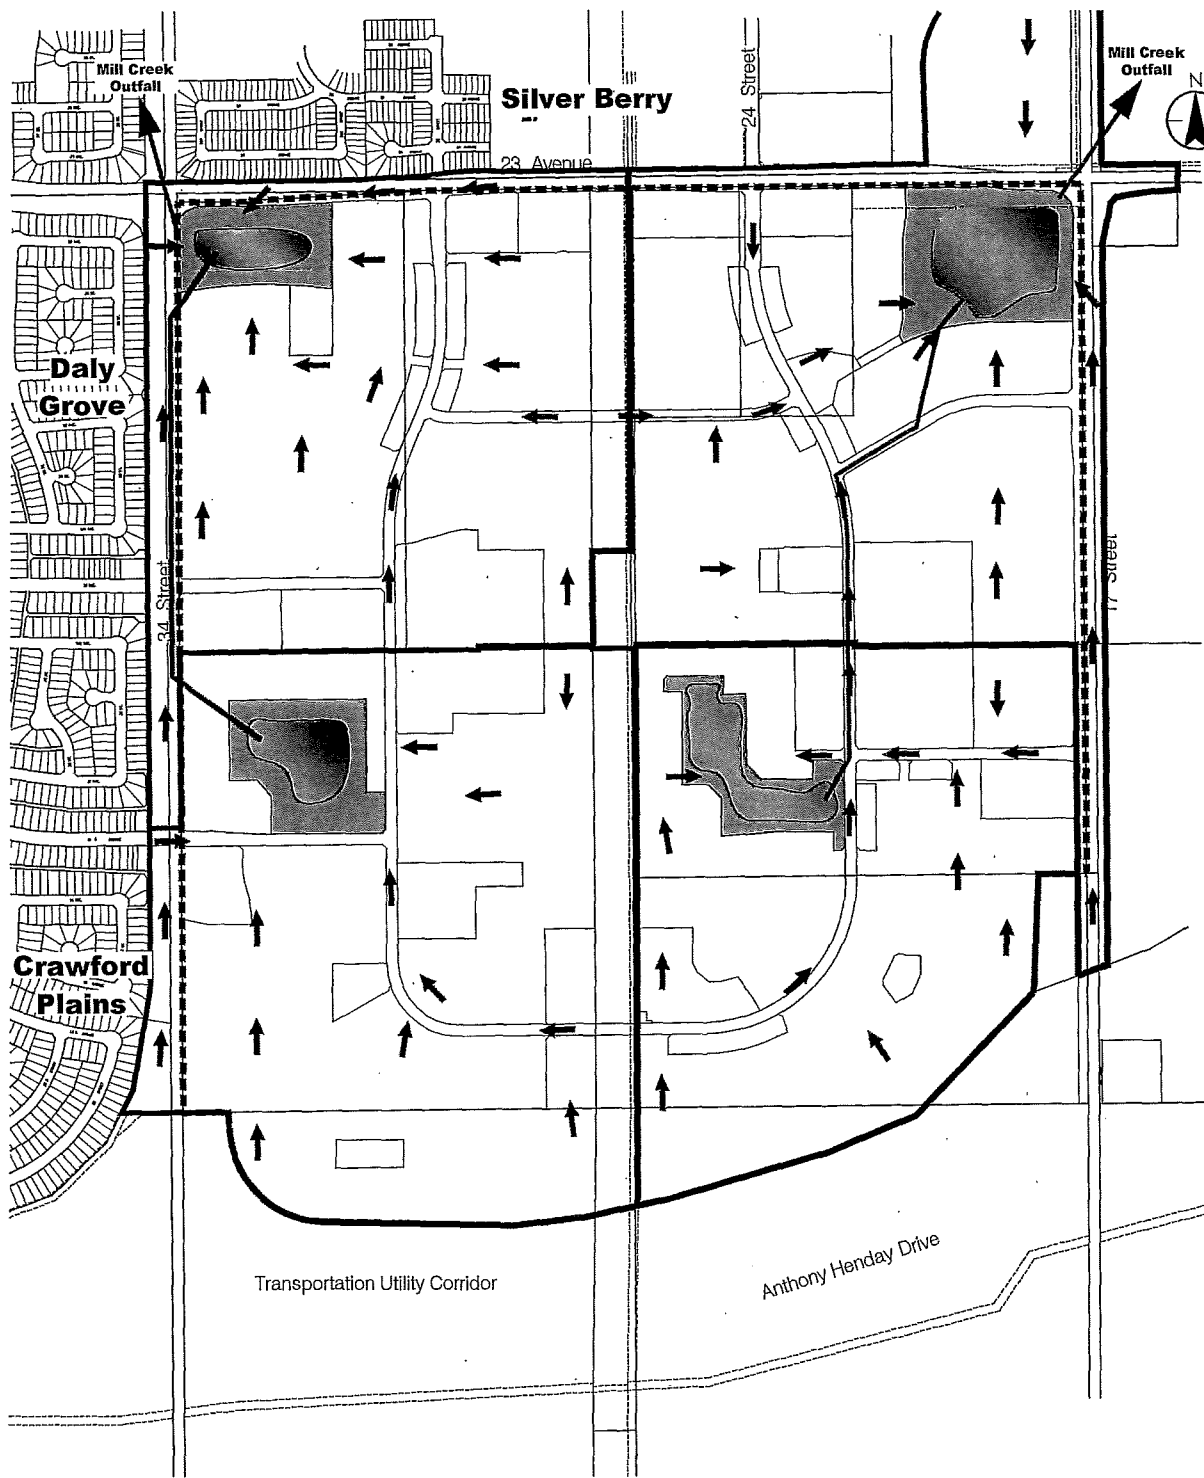 Mill Creek
Outfall
Silver Berry
24 Street
Mill Creek
Outfall
N
23 Avenue
Daly
Grove
34 Street
17 Street
Crawford
Plains
Transportation Utility Corridor
Anthony Henday Drive